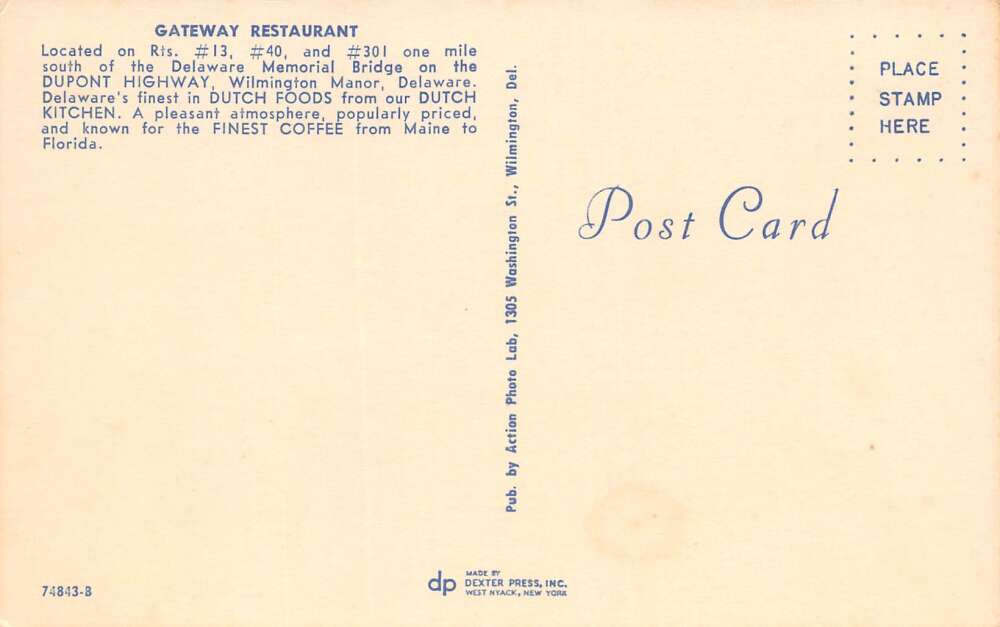 GATEWAY RESTAURANT
Located on Rts. #13, #40, and #301 one mile
south of the Delaware Memorial Bridge on the
DUPONT HIGHWAY, Wilmington Manor, Delaware.
Delaware's finest in DUTCH FOODS from our DUTCH
KITCHEN. A pleasant atmosphere, popularly priced,
and known for the FINEST COFFEE from Maine to
Florida.
Pub. by Action Photo Lab, 1305 Washington St., Wilmington, Del.
PLACE
STAMP
HERE
Post Card
74843-B
dp
MADE BY
DEXTER PRESS, INC.
WEST NYACK, NEW YORK